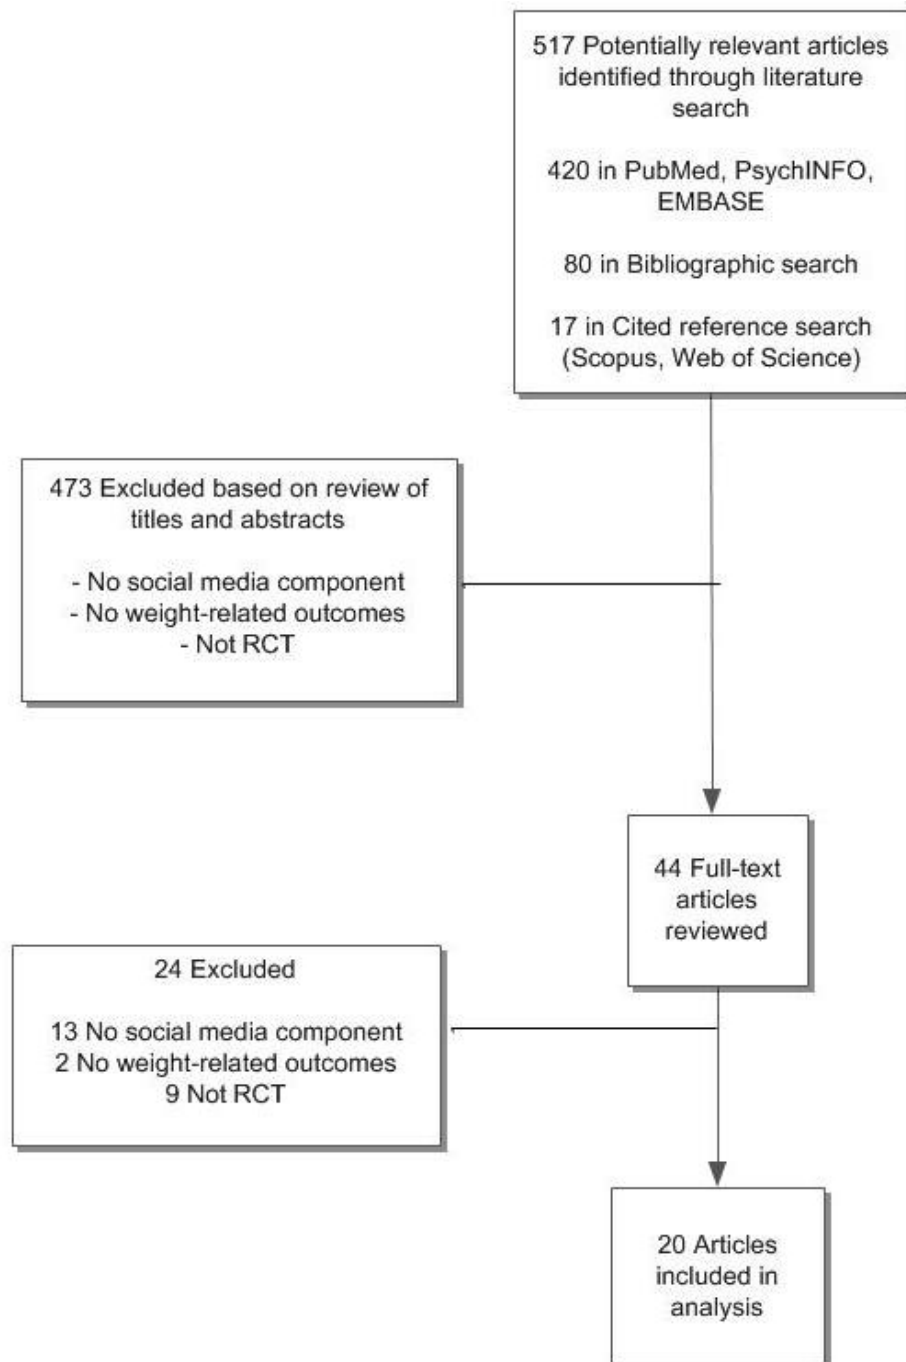 517 Potentially relevant articles
identified through literature
search
420 in PubMed, PsychINFO,
EMBASE
80 in Bibliographic search
17 in Cited reference search
(Scopus, Web of Science)
473 Excluded based on review of
titles and abstracts
- No social media component
- No weight-related outcomes
- Not RCT
44 Full-text
articles
reviewed
24 Excluded
13 No social media component
2 No weight-related outcomes
9 Not RCT
20 Articles
included in
analysis